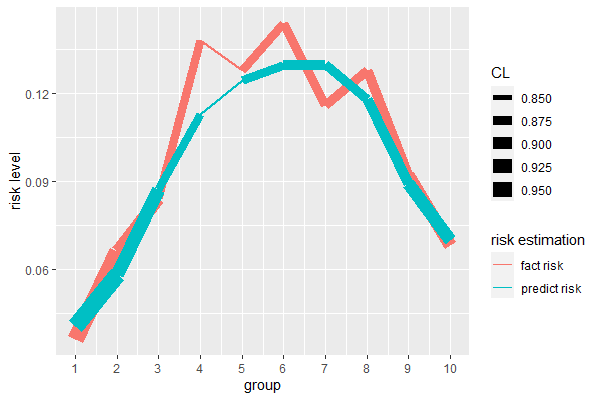 0.12
0.09
0.06
risk level
1 2 3 4 5 6 7 8 9 10
group
CL
0.850
0.875
0.900
0.925
0.950
risk estimation
fact risk
predict risk